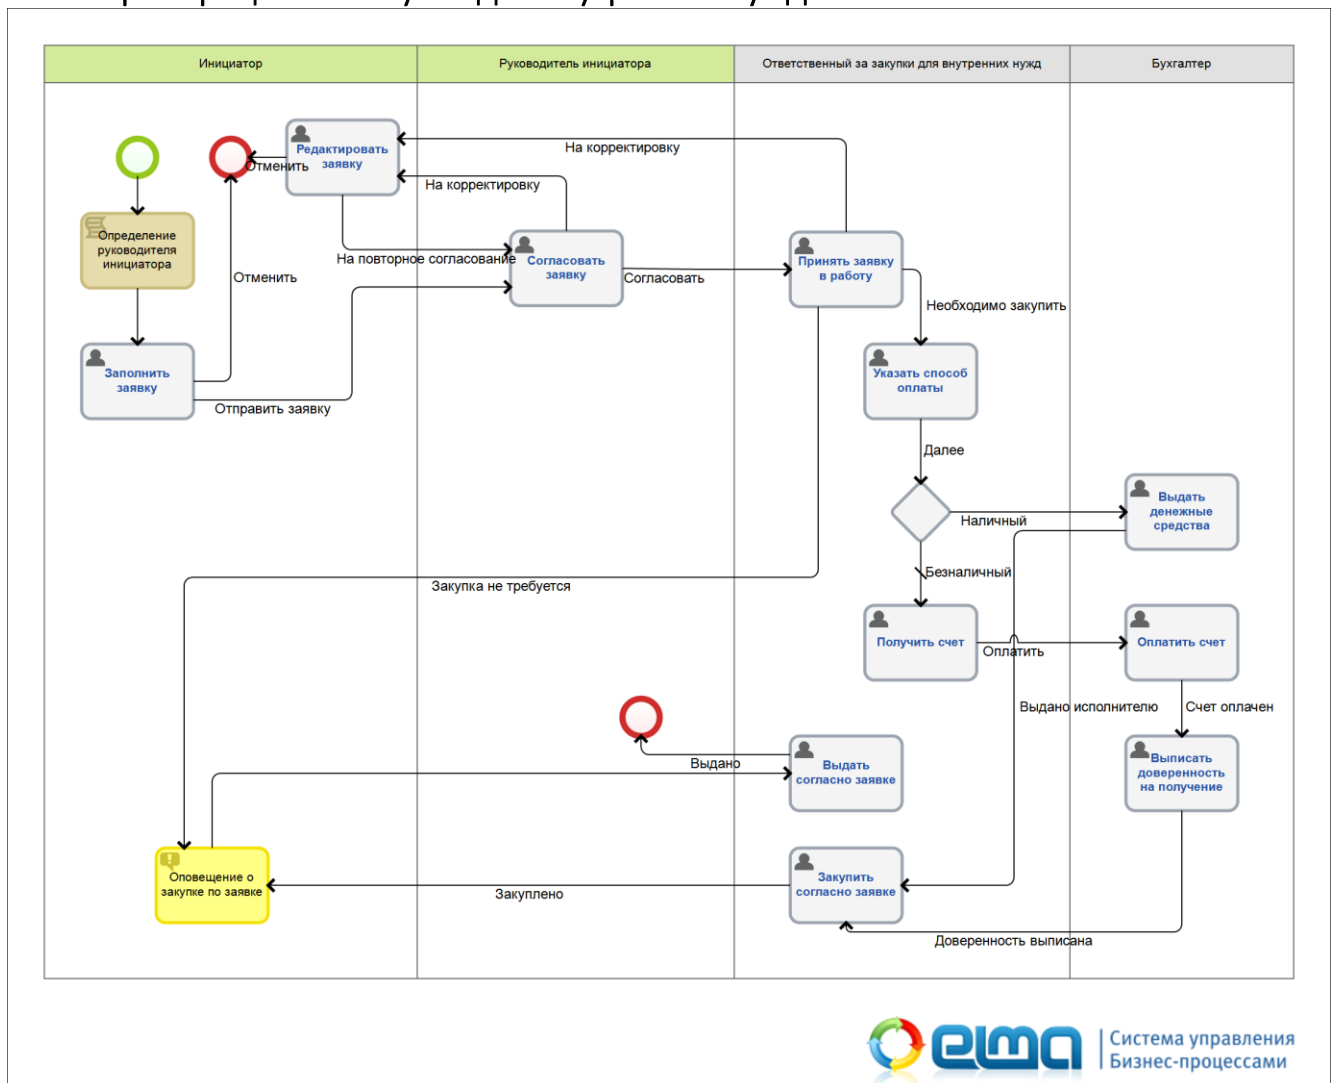 Инициатор
Руководитель инициатора
Ответственный за закупки для внутренних нужд
Бухгалтер
Редактировать
заявку
Отменить
На корректировку
На корректировку
Определение
руководителя
инициатора
На повторное согласование
Согласовать
заявку
Согласовать
Принять заявку
в работу
Отменить
Необходимо закупить
Заполнить
заявку
Отправить заявку
Указать способ
оплаты
Далее
Наличный
Выдать
денежные
средства
Безналичный
Закупка не требуется
Получить счет
Оплатить
Оплатить счет
Выдано исполнителю
Счет оплачен
Выдано
Выдать
согласно заявке
Выписать
доверенность
на получение
Оповещение о
закупке по заявке
Закуплено
Закупить
согласно заявке
Доверенность выписана
elma
Система управления
Бизнес-процессами